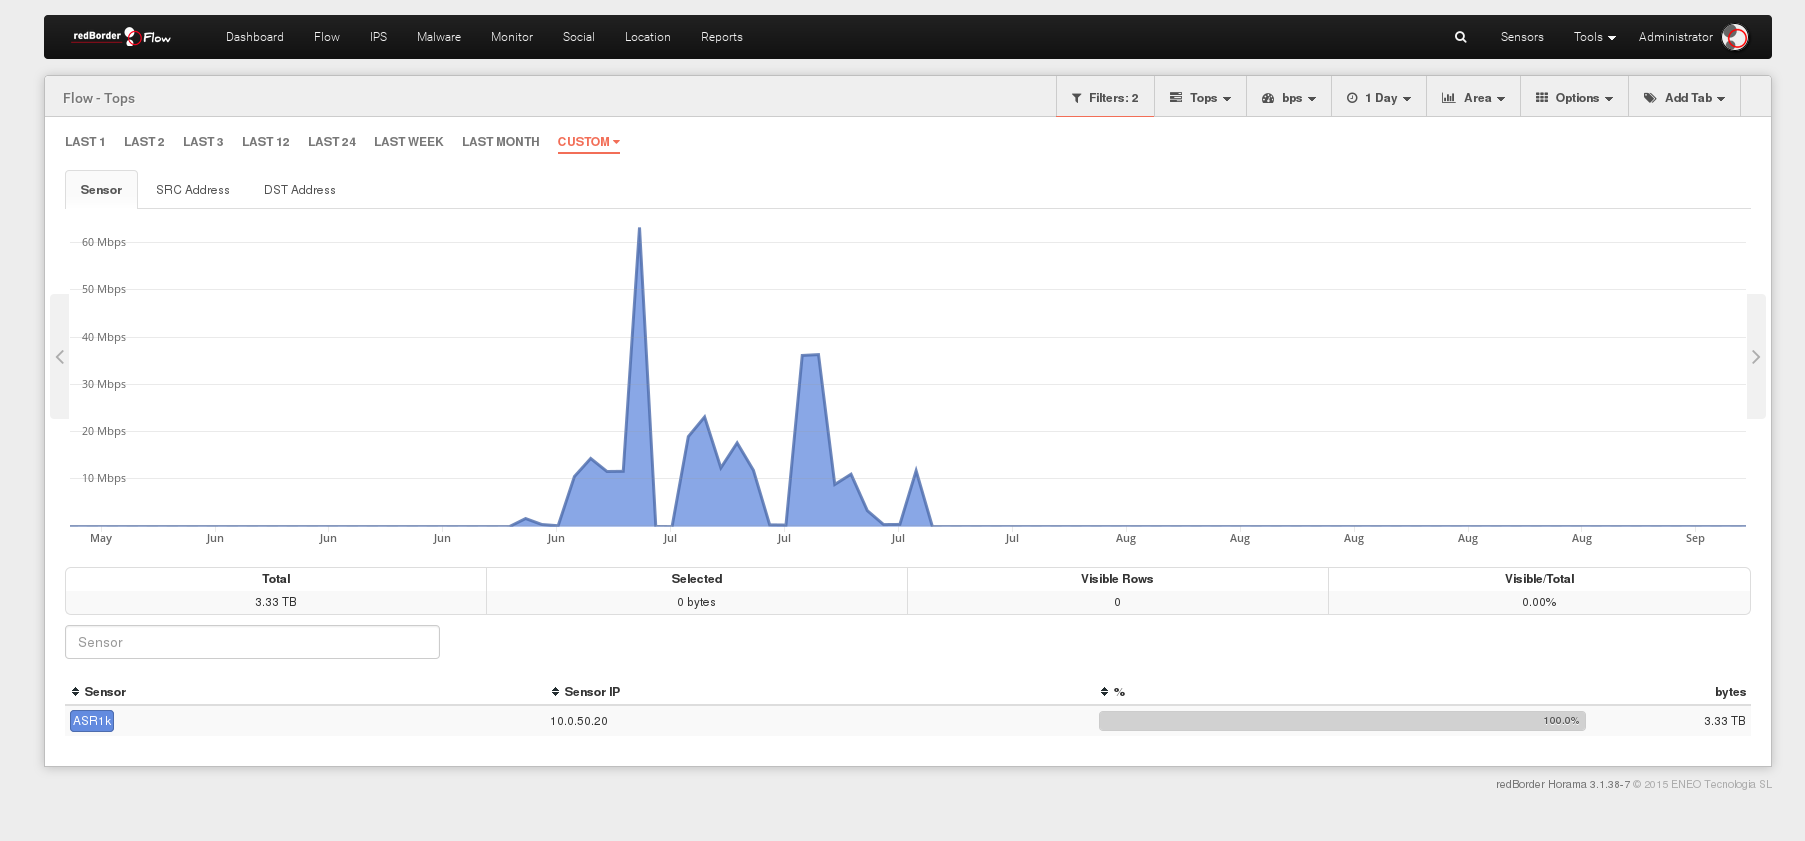 redBorder Flow Dashboard Flow IPS Malware Monitor Social Location Reports Sensors Tools Administrator
Flow - Tops Filters: 2 Tops bps 1 Day Area Options Add Tab
LAST 1 LAST 2 LAST 3 LAST 12 LAST 24 LAST WEEK LAST MONTH CUSTOM
Sensor SRC Address DST Address
60 Mbps
50 Mbps
40 Mbps
30 Mbps
20 Mbps
10 Mbps
May Jun Jun Jun Jun Jul Jul Jul Jul Aug Aug Aug Aug Aug Sep
Total Selected Visible Rows Visible/Total
3.33 TB 0 bytes 0 0.00%
Sensor
Sensor Sensor IP % bytes
ASR1k 10.0.50.20 100.0% 3.33 TB
redBorder Horama 3.1.38-7 © 2015 ENEO Tecnologia SL